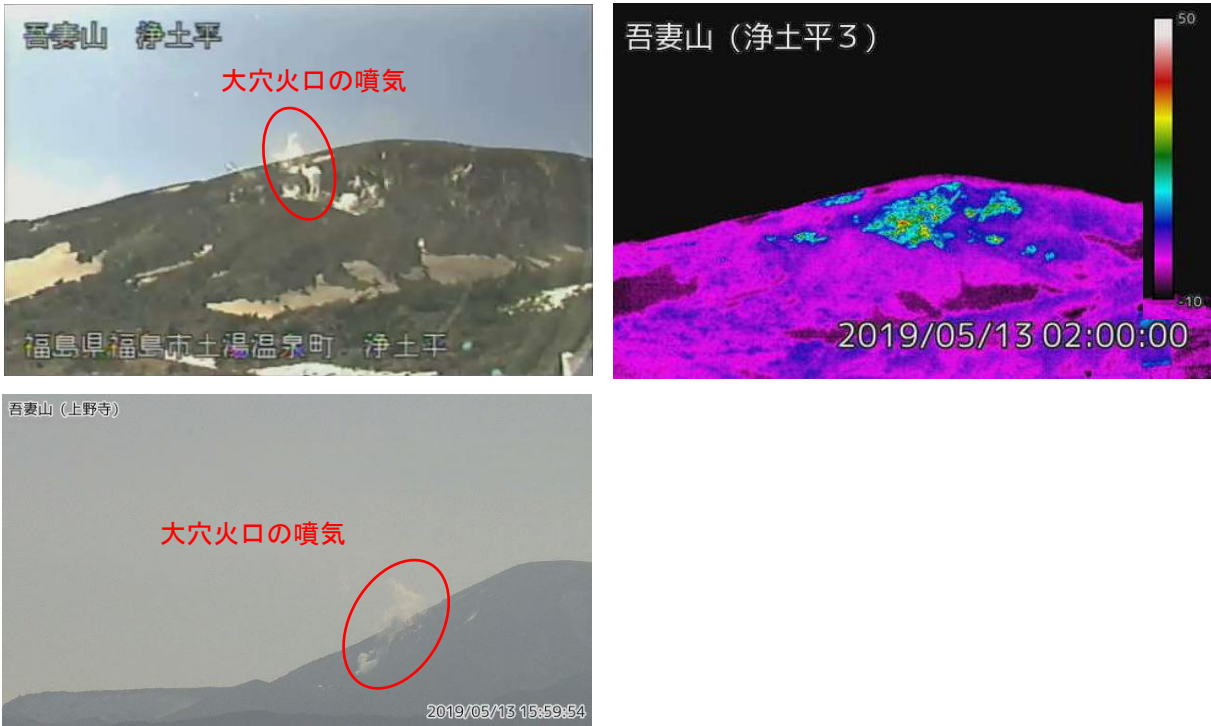 吾妻山　浄土平
大穴火口の噴気
福島県福島市土湯温泉町　浄土平
吾妻山（浄土平３）
50
-10
2019/05/13 02:00:00
吾妻山（上野寺）
大穴火口の噴気
2019/05/13 15:59:54